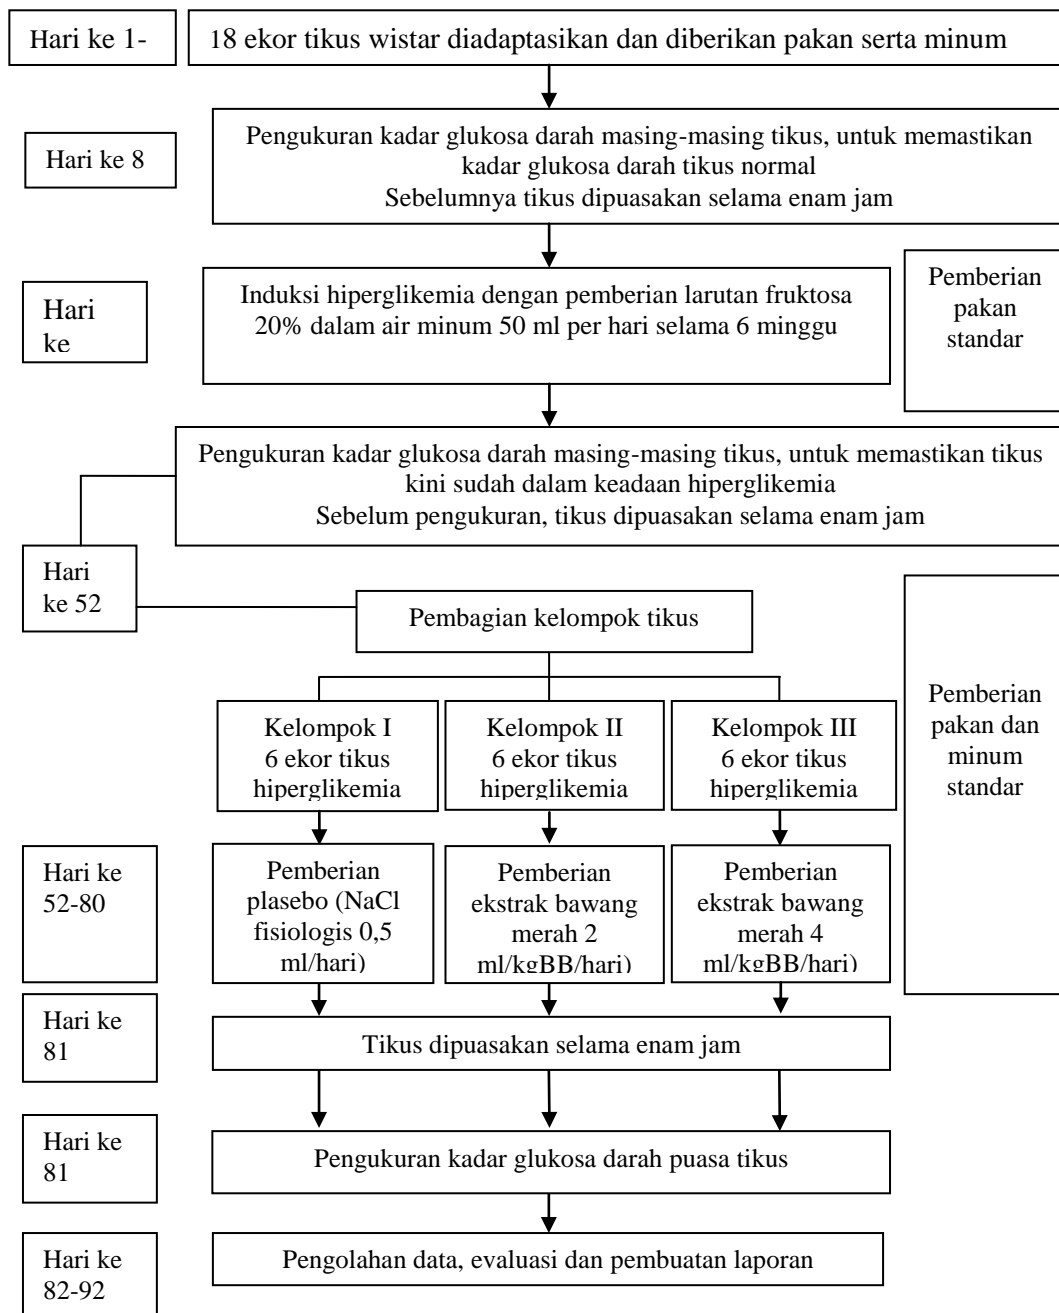 Hari ke 1-
18 ekor tikus wistar diadaptasikan dan diberikan pakan serta minum
Hari ke 8
Pengukuran kadar glukosa darah masing-masing tikus, untuk memastikan
kadar glukosa darah tikus normal
Sebelumnya tikus dipuasakan selama enam jam
Hari
ke
Induksi hiperglikemia dengan pemberian larutan fruktosa
20% dalam air minum 50 ml per hari selama 6 minggu
Pemberian
pakan
standar
Pengukuran kadar glukosa darah masing-masing tikus, untuk memastikan tikus
kini sudah dalam keadaan hiperglikemia
Sebelum pengukuran, tikus dipuasakan selama enam jam
Hari
ke 52
Pembagian kelompok tikus
Pemberian
pakan dan
minum
standar
Kelompok I
6 ekor tikus
hiperglikemia
Kelompok II
6 ekor tikus
hiperglikemia
Kelompok III
6 ekor tikus
hiperglikemia
Hari ke
52-80
Pemberian
plasebo (NaCl
fisiologis 0,5
ml/hari)
Pemberian
ekstrak bawang
merah 2
ml/kgBB/hari)
Pemberian
ekstrak bawang
merah 4
ml/kgBB/hari)
Hari ke
81
Tikus dipuasakan selama enam jam
Hari ke
81
Pengukuran kadar glukosa darah puasa tikus
Hari ke
82-92
Pengolahan data, evaluasi dan pembuatan laporan